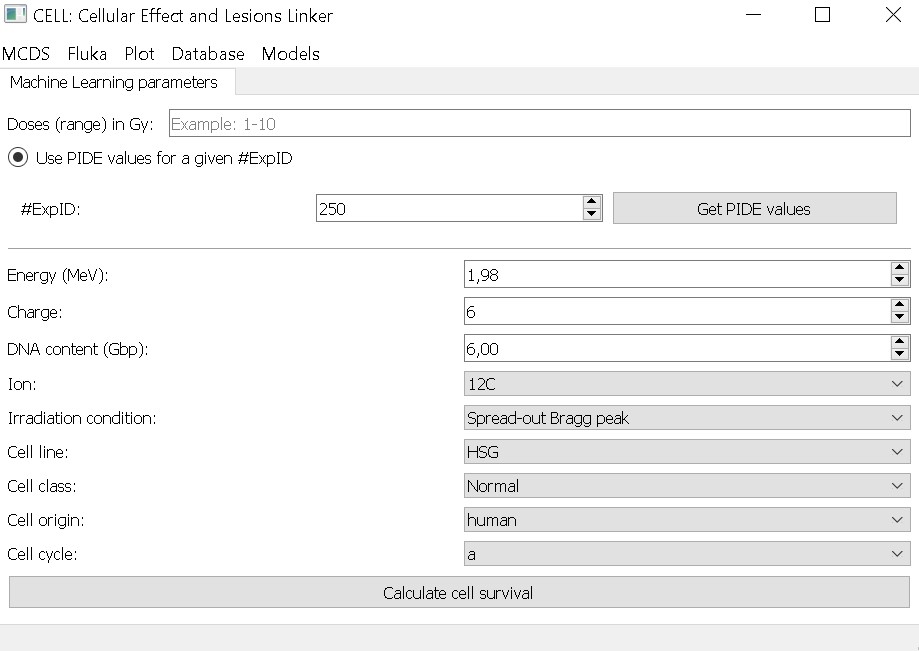 CELL: Cellular Effect and Lesions Linker
MCDS Fluka Plot Database Models
Machine Learning parameters
Doses (range) in Gy: Example: 1-10
Use PIDE values for a given #ExpID
#ExpID: 250 Get PIDE values
Energy (MeV): 1,98
Charge: 6
DNA content (Gbp): 6,00
Ion: 12C
Irradiation condition: Spread-out Bragg peak
Cell line: HSG
Cell class: Normal
Cell origin: human
Cell cycle: a
Calculate cell survival